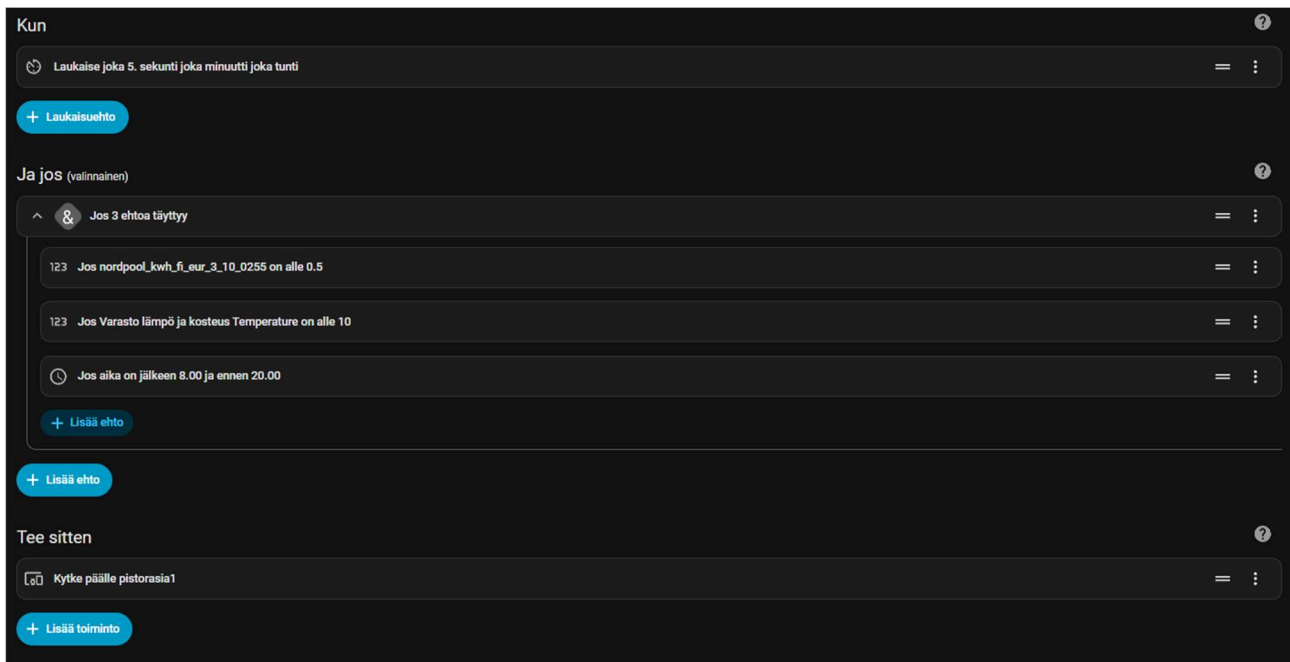 Kun
Laukaise joka 5. sekunti joka minuutti joka tunti
+ Laukaisuehto
Ja jos (valinnainen)
& Jos 3 ehtoa täyttyy
123 Jos nordpool_kwh_fi_eur_3_10_0255 on alle 0.5
123 Jos Varasto lämpö ja kosteus Temperature on alle 10
Jos aika on jälkeen 8.00 ja ennen 20.00
+ Lisää ehto
+ Lisää ehto
Tee sitten
Kytke päälle pistorasia1
+ Lisää toiminto